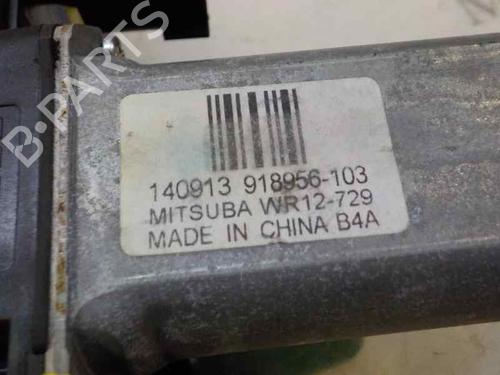 B-PARTS
140913 918956-103
MITSUBA WR12-729
MADE IN CHINA B4A